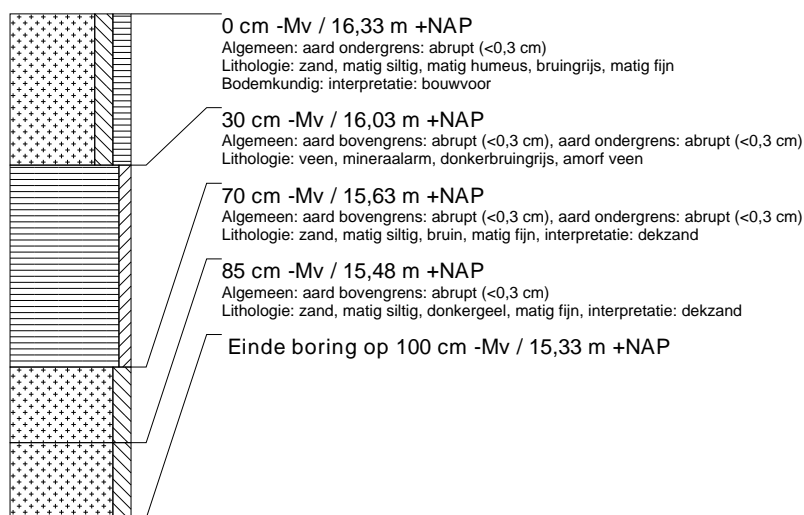 0 cm -Mv / 16,33 m +NAP
Algemeen: aard ondergrens: abrupt (<0,3 cm)
Lithologie: zand, matig siltig, matig humeus, bruingrijs, matig fijn
Bodemkundig: interpretatie: bouwvoor
30 cm -Mv / 16,03 m +NAP
Algemeen: aard bovengrens: abrupt (<0,3 cm), aard ondergrens: abrupt (<0,3 cm)
Lithologie: veen, mineraalarm, donkerbruingrijs, amorf veen
70 cm -Mv / 15,63 m +NAP
Algemeen: aard bovengrens: abrupt (<0,3 cm), aard ondergrens: abrupt (<0,3 cm)
Lithologie: zand, matig siltig, bruin, matig fijn, interpretatie: dekzand
85 cm -Mv / 15,48 m +NAP
Algemeen: aard bovengrens: abrupt (<0,3 cm)
Lithologie: zand, matig siltig, donkergeel, matig fijn, interpretatie: dekzand
Einde boring op 100 cm -Mv / 15,33 m +NAP